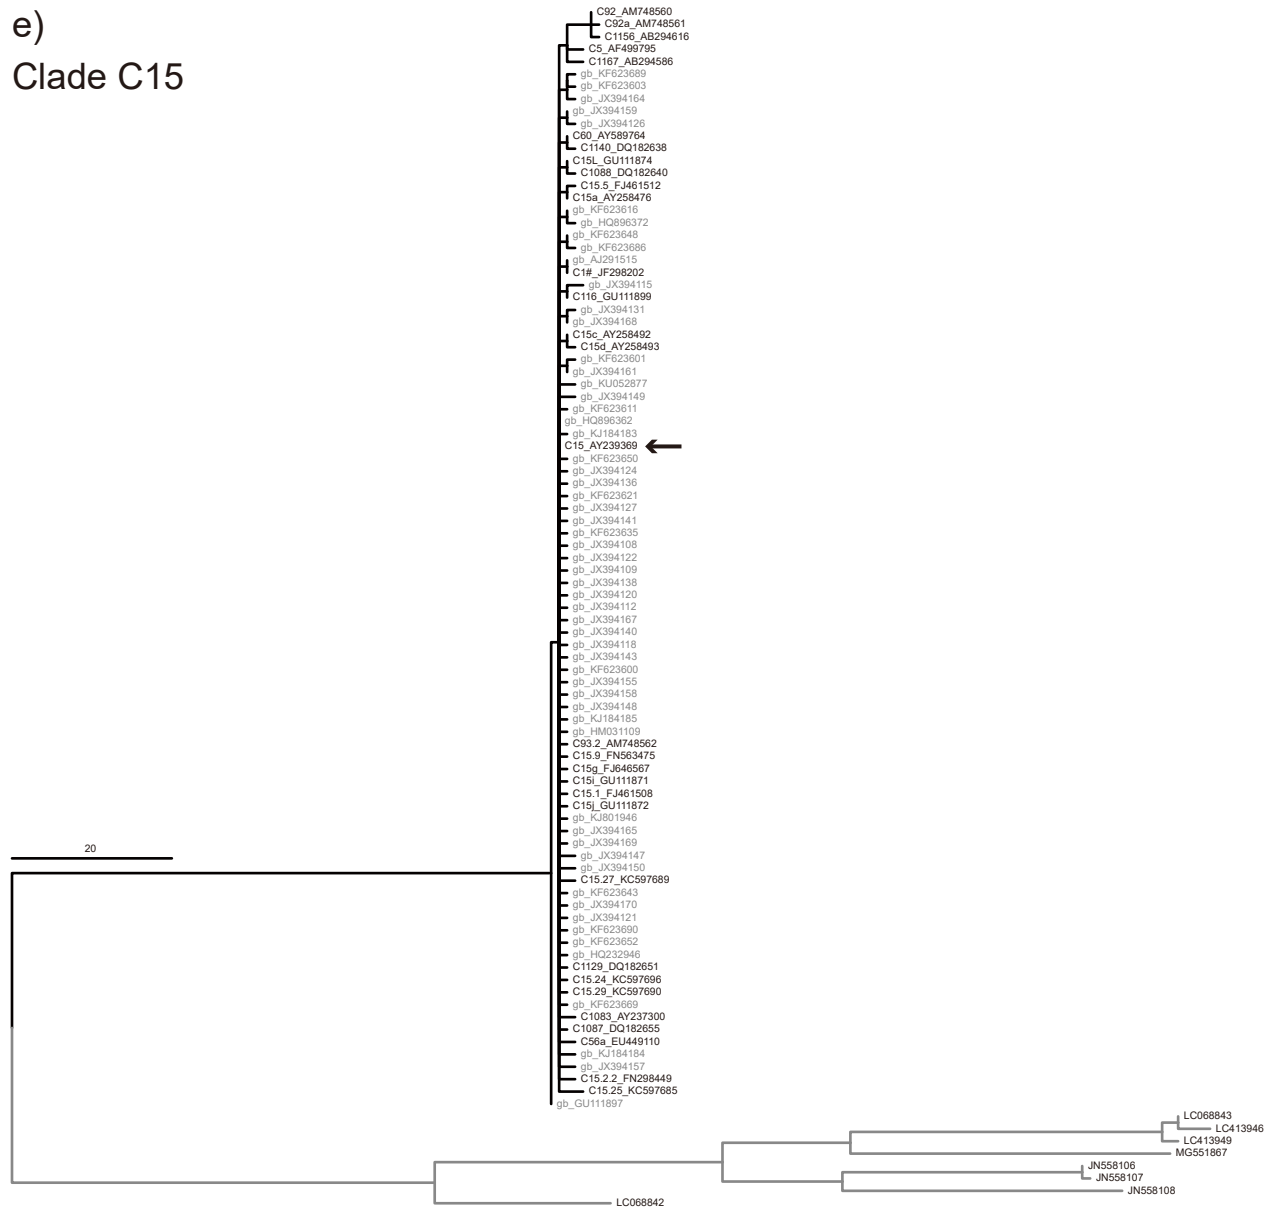 e)
Clade C15
C92_AM748560
C92a_AM748561
C1156_AB294616
C5_AF499795
C1167_AB294586
gb_KF623689
gb_KF623603
gb_JX394164
gb_JX394159
gb_JX394126
C60_AY589764
C1140_DQ182638
C15L_GU111874
C1088_DQ182640
C15.5_FJ461512
C15a_AY258476
gb_KF623616
gb_HQ896372
gb_KF623648
gb_KF623686
gb_AJ291515
C1#_JF298202
gb_JX394115
C116_GU111899
gb_JX394131
gb_JX394168
C15c_AY258492
C15d_AY258493
gb_KF623601
gb_JX394161
gb_KU052877
gb_JX394149
gb_KF623611
gb_HQ896362
gb_KJ184183
C15_AY239369
gb_KF623650
gb_JX394124
gb_JX394136
gb_KF623621
gb_JX394127
gb_JX394141
gb_KF623635
gb_JX394108
gb_JX394122
gb_JX394109
gb_JX394138
gb_JX394120
gb_JX394112
gb_JX394167
gb_JX394140
gb_JX394118
gb_JX394143
gb_KF623600
gb_JX394155
gb_JX394158
gb_JX394148
gb_KJ184185
gb_HM031109
C93.2_AM748562
C15.9_FN563475
C15g_FJ646567
C15i_GU111871
C15.1_FJ461508
C15j_GU111872
gb_KJ801946
gb_JX394165
gb_JX394169
20
gb_JX394147
gb_JX394150
C15.27_KC597689
gb_KF623643
gb_JX394170
gb_JX394121
gb_KF623690
gb_KF623652
gb_HQ232946
C1129_DQ182651
C15.24_KC597696
C15.29_KC597690
gb_KF623669
C1083_AY237300
C1087_DQ182655
C56a_EU449110
gb_KJ184184
gb_JX394157
C15.2.2_FN298449
C15.25_KC597685
gb_GU111897
LC068843
LC413946
LC413949
MG551867
JN558106
JN558107
JN558108
LC068842